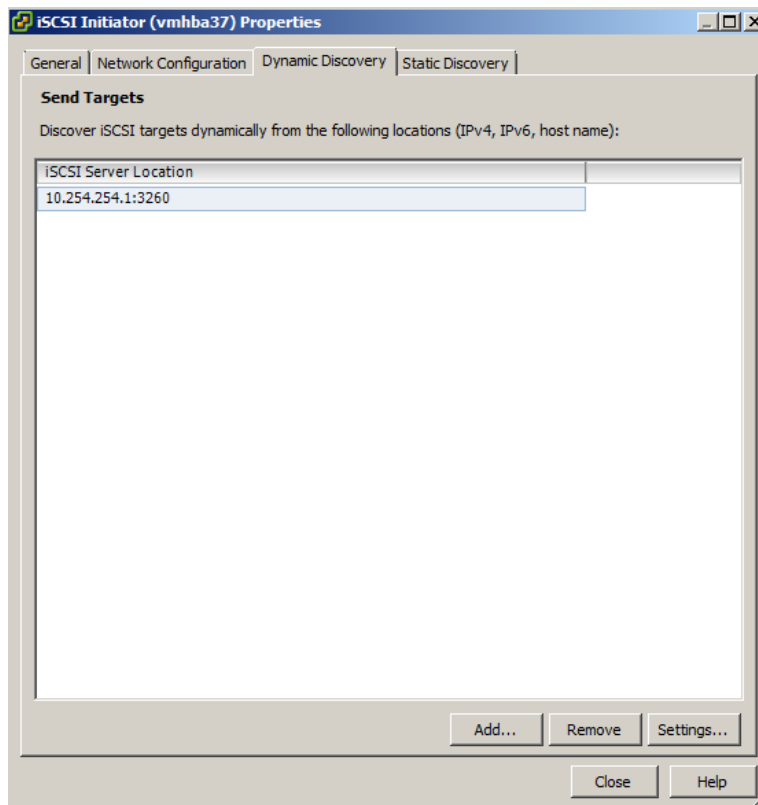 iSCSI Initiator (vmhba37) Properties
General Network Configuration Dynamic Discovery Static Discovery
Send Targets
Discover iSCSI targets dynamically from the following locations (IPv4, IPv6, host name):
iSCSI Server Location
10.254.254.1:3260
Add... Remove Settings...
Close Help